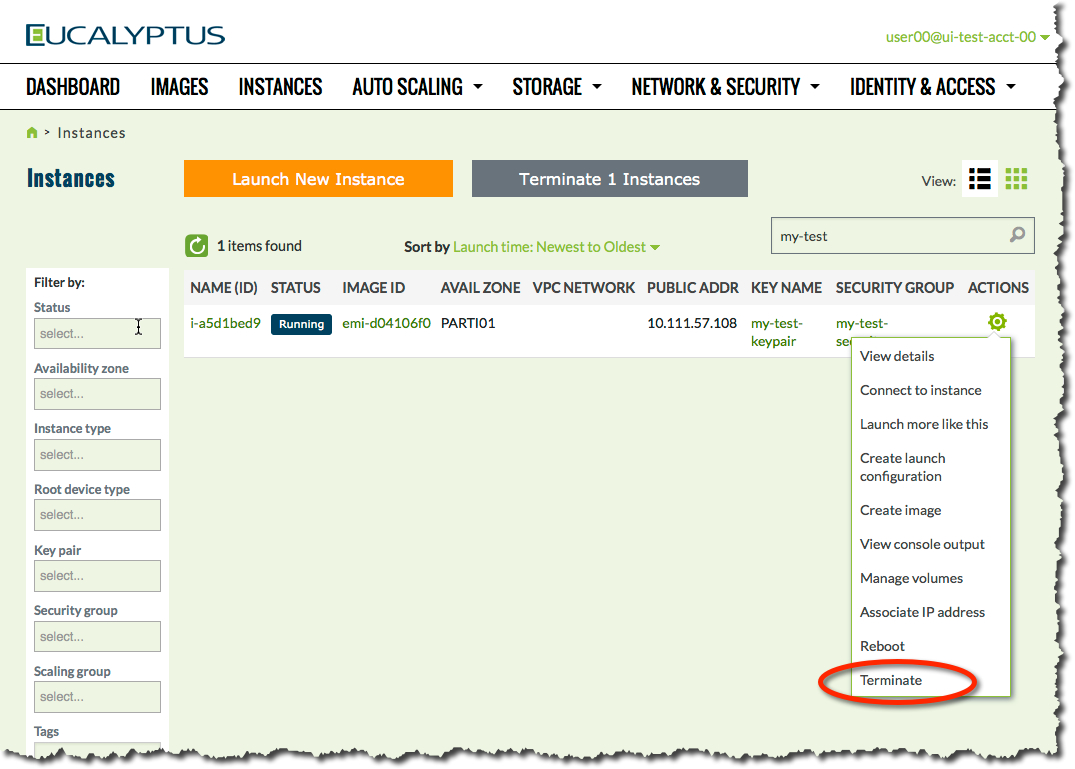 EUCALYPTUS
user00@ui-test-acct-00
DASHBOARD IMAGES INSTANCES AUTO SCALING STORAGE NETWORK & SECURITY IDENTITY & ACCESS
> Instances
Instances
Launch New Instance
Terminate 1 Instances
View:
1 items found
Sort by Launch time: Newest to Oldest
my-test
Filter by:
Status
select...
Availability zone
select...
Instance type
select...
Root device type
select...
Key pair
select...
Security group
select...
Scaling group
select...
Tags
NAME (ID) STATUS IMAGE ID AVAIL ZONE VPC NETWORK PUBLIC ADDR KEY NAME SECURITY GROUP ACTIONS
i-a5d1bed9 Running emi-d04106f0 PARTI01 10.111.57.108 my-test- my-test-
keypair
View details
Connect to instance
Launch more like this
Create launch
configuration
Create image
View console output
Manage volumes
Associate IP address
Reboot
Terminate